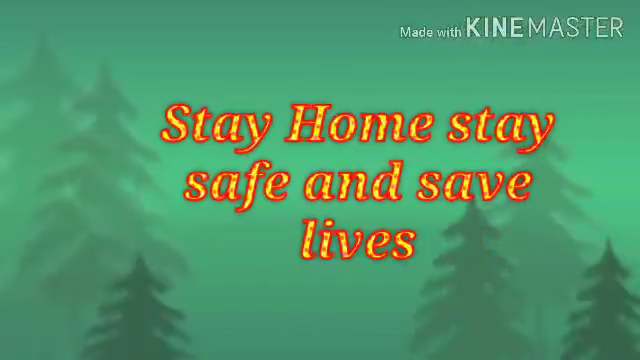 Made with KINEMASTER
Stay Home stay
safe and save
lives